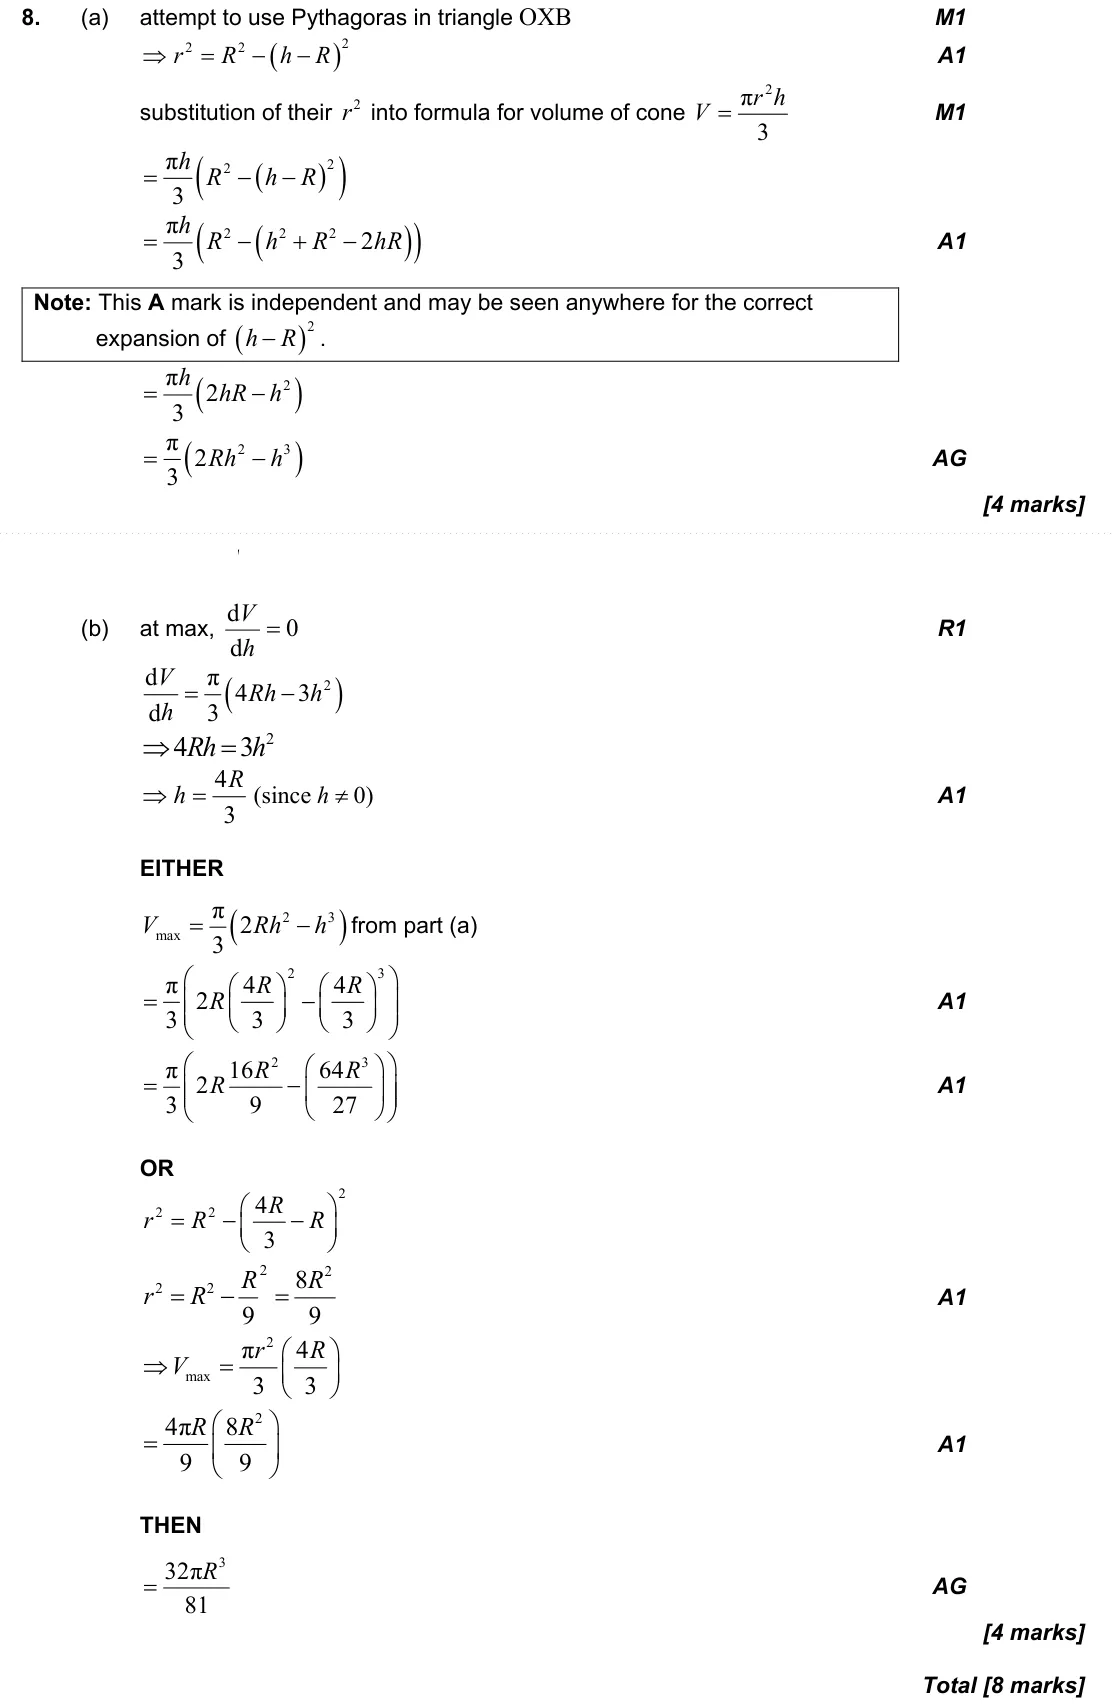 8. (a) attempt to use Pythagoras in triangle OXB M1
⇒ r² = R² − (h − R)² A1
substitution of their r² into formula for volume of cone V = πr²h/3 M1
= πh/3 (R² − (h − R)²)
= πh/3 (R² − (h² + R² − 2hR)) A1
Note: This A mark is independent and may be seen anywhere for the correct
expansion of (h − R)².
= πh/3 (2hR − h²)
= π/3 (2Rh² − h³) AG
[4 marks]
(b) at max, dV/dh = 0 R1
dV/dh = π/3 (4Rh − 3h²)
⇒ 4Rh = 3h²
⇒ h = 4R/3 (since h ≠ 0) A1
EITHER
Vmax = π/3 (2Rh² − h³) from part (a)
= π/3 (2R (4R/3)² − (4R/3)³) A1
= π/3 (2R 16R²/9 − (64R³/27)) A1
OR
r² = R² − (4R/3 − R)²
r² = R² − R²/9 = 8R²/9 A1
⇒ Vmax = πr²/3 (4R/3)
= 4πR/9 (8R²/9) A1
THEN
= 32πR³/81 AG
[4 marks]
Total [8 marks]